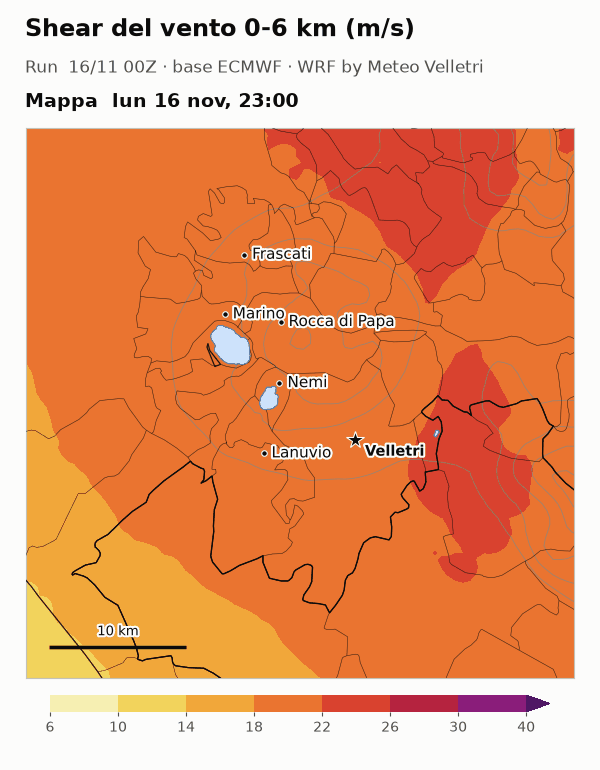 Shear del vento 0-6 km (m/s)
Run 16/11 00Z · base ECMWF · WRF by Meteo Velletri
Mappa lun 16 nov, 23:00
Frascati
Marino
Rocca di Papa
Nemi
Velletri
Lanuvio
10 km
6 10 14 18 22 26 30 40